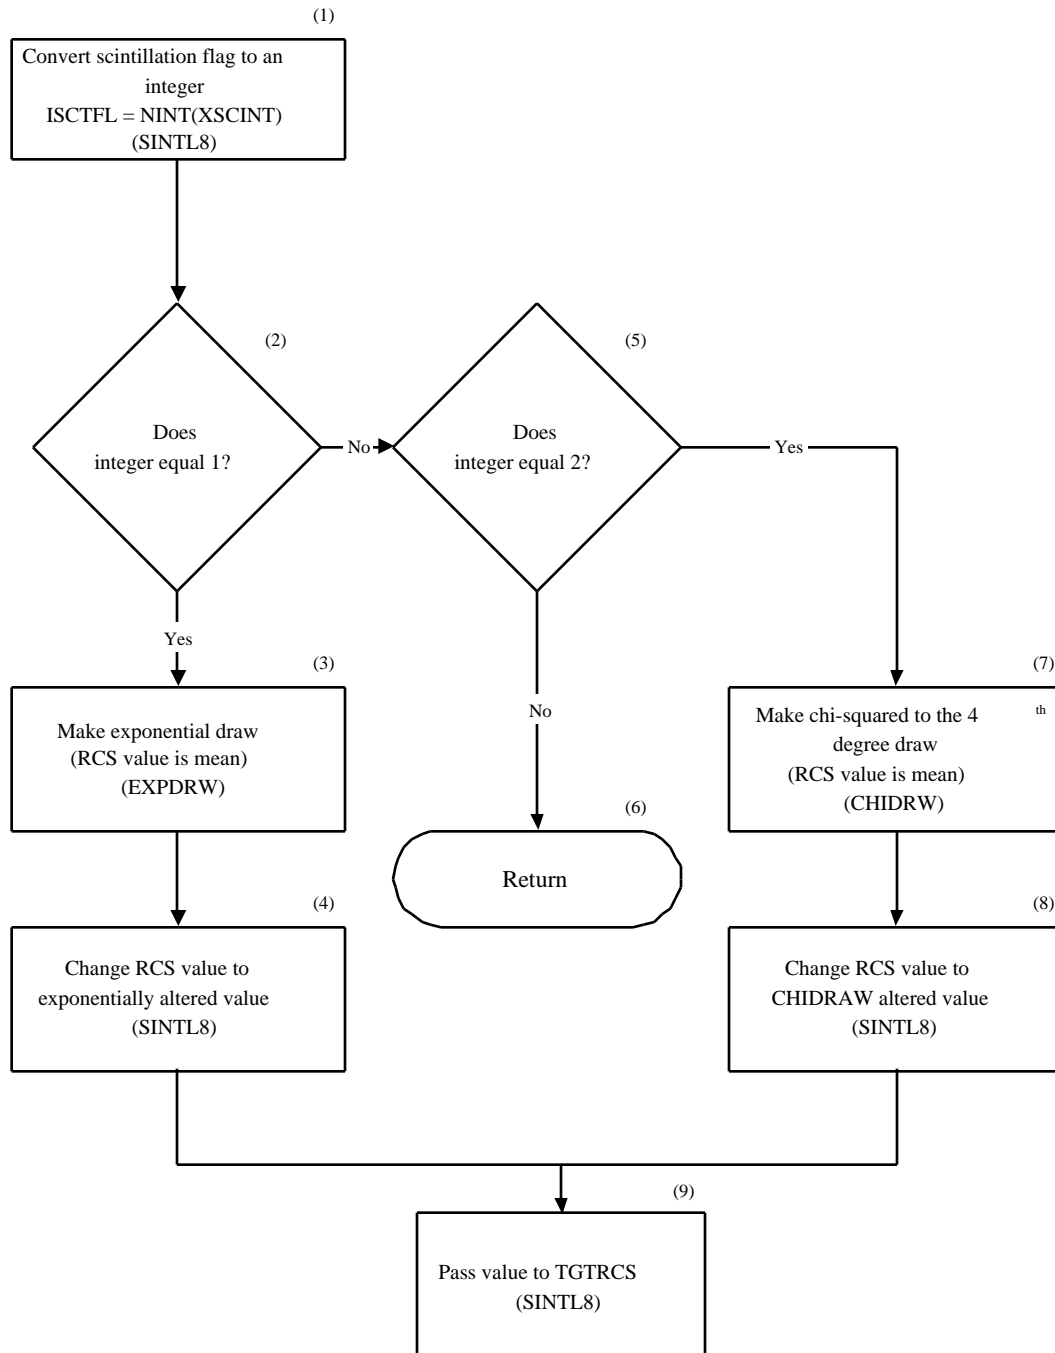 (1)
Convert scintillation flag to an
integer
ISCTFL = NINT(XSCINT)
(SINTL8)
(2)
Does
integer equal 1?
No
(5)
Does
integer equal 2?
Yes
Yes
(3)
Make exponential draw
(RCS value is mean)
(EXPDRW)
No
(7)
Make chi-squared to the 4 th
degree draw
(RCS value is mean)
(CHIDRW)
(6)
Return
(4)
Change RCS value to
exponentially altered value
(SINTL8)
(8)
Change RCS value to
CHIDRAW altered value
(SINTL8)
(9)
Pass value to TGTRCS
(SINTL8)